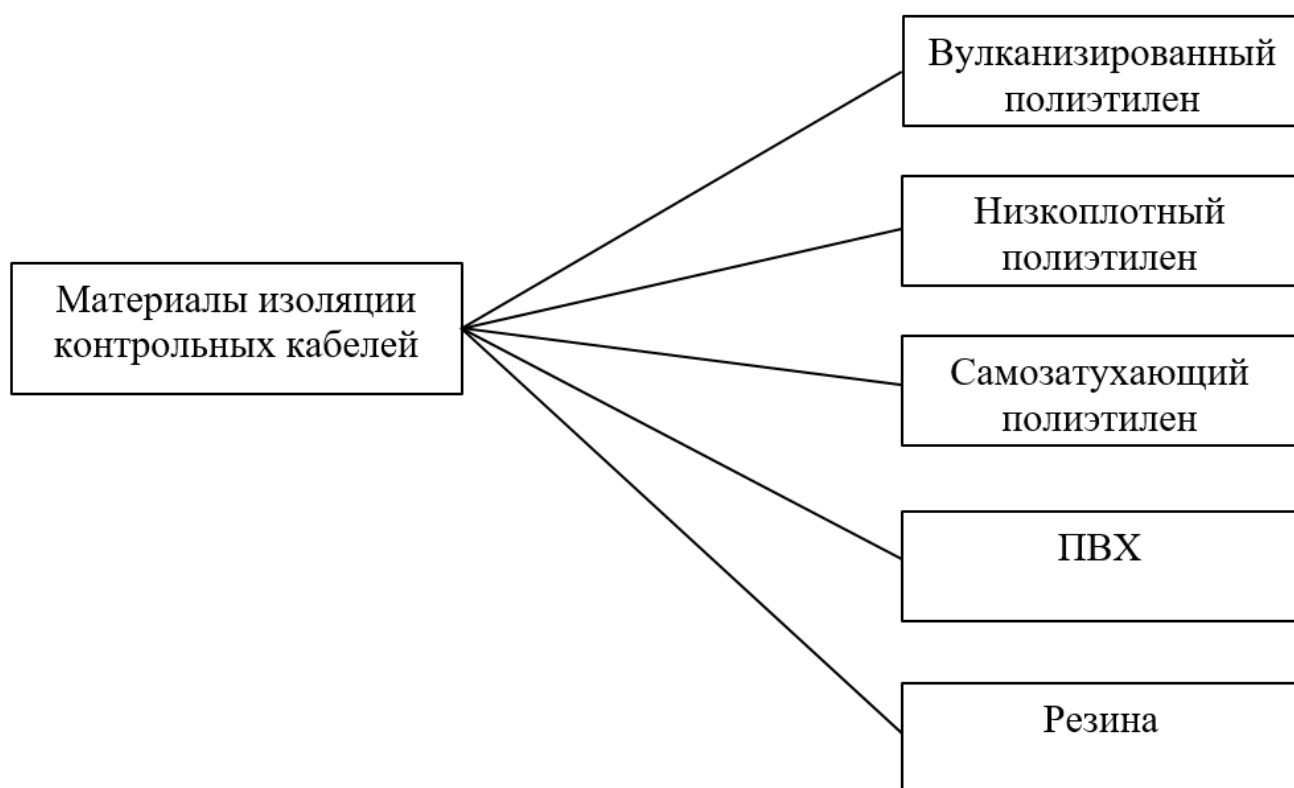 Вулканизированный
полиэтилен
Низкоплотный
полиэтилен
Материалы изоляции
контрольных кабелей
Самозатухающий
полиэтилен
ПВХ
Резина